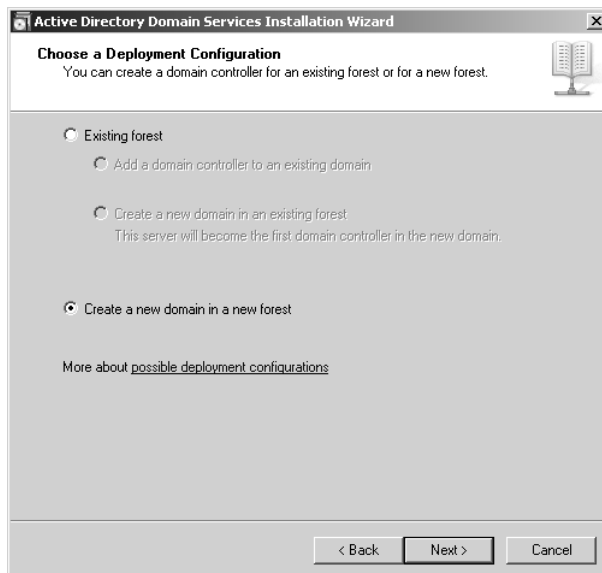 Active Directory Domain Services Installation Wizard
Choose a Deployment Configuration
You can create a domain controller for an existing forest or for a new forest.
Existing forest
Add a domain controller to an existing domain
Create a new domain in an existing forest
This server will become the first domain controller in the new domain.
Create a new domain in a new forest
More about possible deployment configurations
< Back Next > Cancel